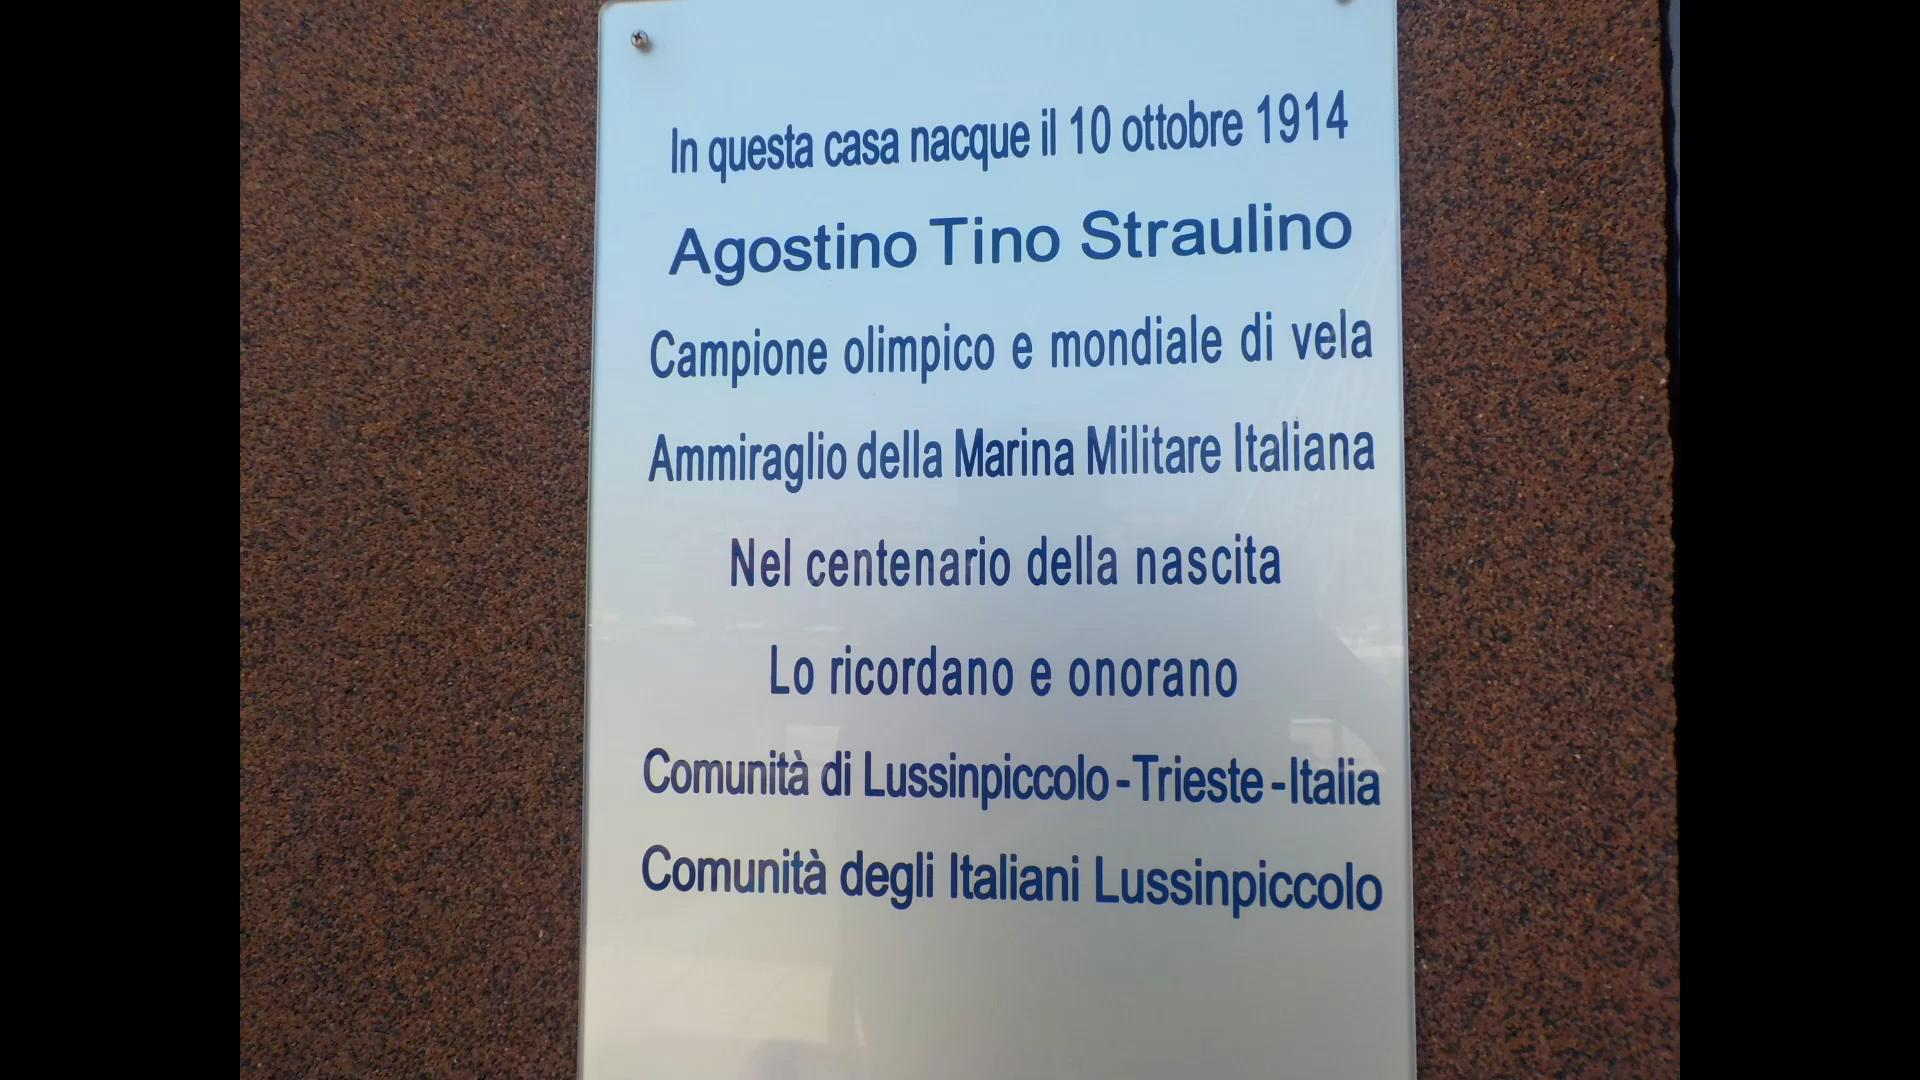 In questa casa nacque il 10 ottobre 1914
Agostino Tino Straulino
Campione olimpico e mondiale di vela
Ammiraglio della Marina Militare Italiana
Nel centenario della nascita
Lo ricordano e onorano
Comunità di Lussinpiccolo-Trieste-Italia
Comunità degli Italiani Lussinpiccolo